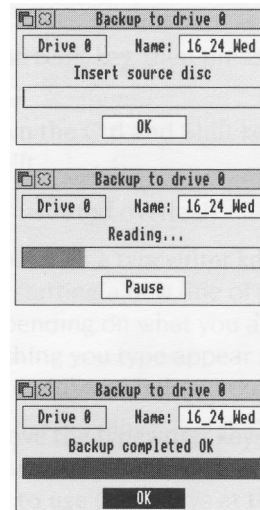 Backup to drive 0
Drive 0 Name: 16_24_Wed
Insert source disc
OK
Backup to drive 0
Drive 0 Name: 16_24_Wed
Reading...
Pause
Backup to drive 0
Drive 0 Name: 16_24_Wed
Backup completed OK
OK